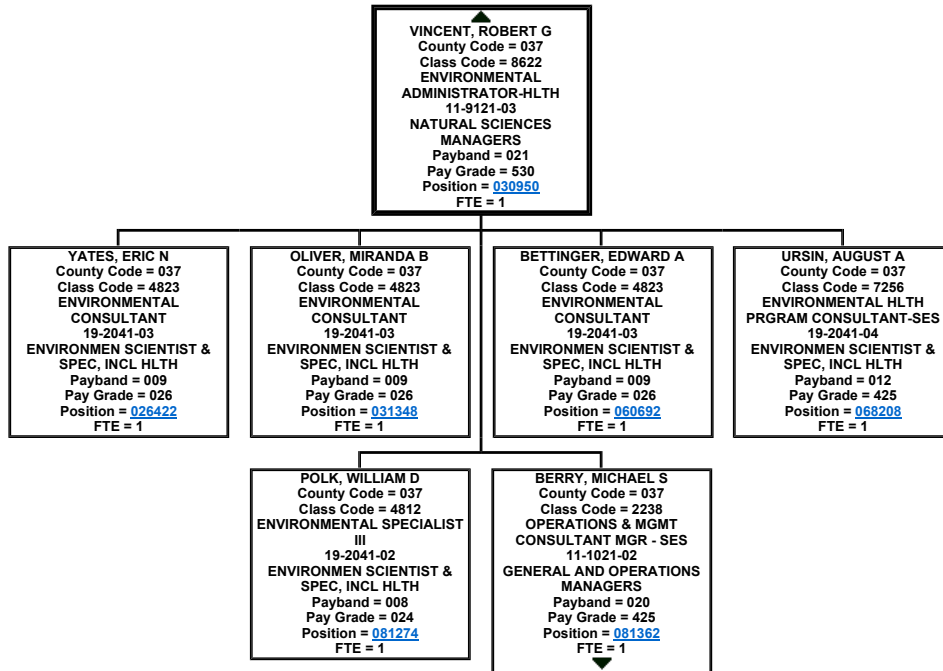 VINCENT, ROBERT G
County Code = 037
Class Code = 8622
ENVIRONMENTAL
ADMINISTRATOR-HLTH
11-9121-03
NATURAL SCIENCES
MANAGERS
Payband = 021
Pay Grade = 530
Position = 030950
FTE = 1
YATES, ERIC N
County Code = 037
Class Code = 4823
ENVIRONMENTAL
CONSULTANT
19-2041-03
ENVIRONMEN SCIENTIST &
SPEC, INCL HLTH
Payband = 009
Pay Grade = 026
Position = 026422
FTE = 1
OLIVER, MIRANDA B
County Code = 037
Class Code = 4823
ENVIRONMENTAL
CONSULTANT
19-2041-03
ENVIRONMEN SCIENTIST &
SPEC, INCL HLTH
Payband = 009
Pay Grade = 026
Position = 031348
FTE = 1
BETTINGER, EDWARD A
County Code = 037
Class Code = 4823
ENVIRONMENTAL
CONSULTANT
19-2041-03
ENVIRONMEN SCIENTIST &
SPEC, INCL HLTH
Payband = 009
Pay Grade = 026
Position = 060692
FTE = 1
URSIN, AUGUST A
County Code = 037
Class Code = 7256
ENVIRONMENTAL HLTH
PRGRAM CONSULTANT-SES
19-2041-04
ENVIRONMEN SCIENTIST &
SPEC, INCL HLTH
Payband = 012
Pay Grade = 425
Position = 068208
FTE = 1
POLK, WILLIAM D
County Code = 037
Class Code = 4812
ENVIRONMENTAL SPECIALIST
III
19-2041-02
ENVIRONMEN SCIENTIST &
SPEC, INCL HLTH
Payband = 008
Pay Grade = 024
Position = 081274
FTE = 1
BERRY, MICHAEL S
County Code = 037
Class Code = 2238
OPERATIONS & MGMT
CONSULTANT MGR - SES
11-1021-02
GENERAL AND OPERATIONS
MANAGERS
Payband = 020
Pay Grade = 425
Position = 081362
FTE = 1